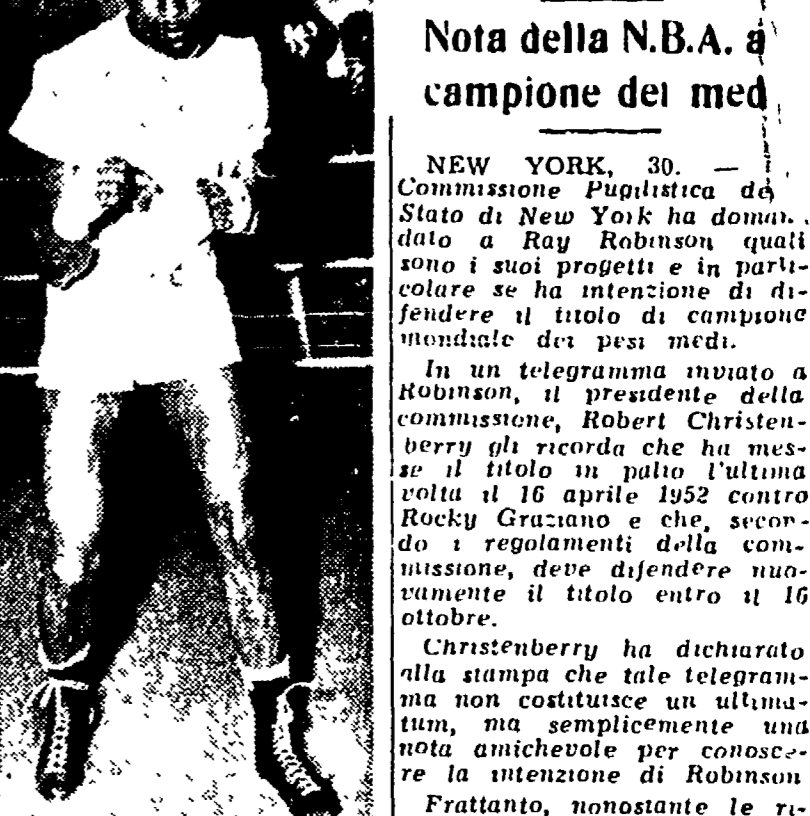 Nota della N.B.A. a
campione dei med
NEW YORK, 30. —
Commissione Pugilistica de
Stato di New York ha doman-
dato a Ray Robinson quali
sono i suoi progetti e in parti-
colare se ha intenzione di di-
fendere il titolo di campione
mondiale dei pesi medi.
In un telegramma inviato a
Robinson, il presidente della
commissione, Robert Christen-
berry gli ricorda che ha mes-
se il titolo in palio l'ultima
volta il 16 aprile 1952 contro
Rocky Graziano e che, secon-
do i regolamenti della com-
missione, deve difendere nuo-
vamente il titolo entro il 16
ottobre.
Christenberry ha dichiarato
alla stampa che tale telegram-
ma non costituisce un ultima-
tum, ma semplicemente una
nota amichevole per conosce-
re la intenzione di Robinson
Frattanto, nonostante le ri-